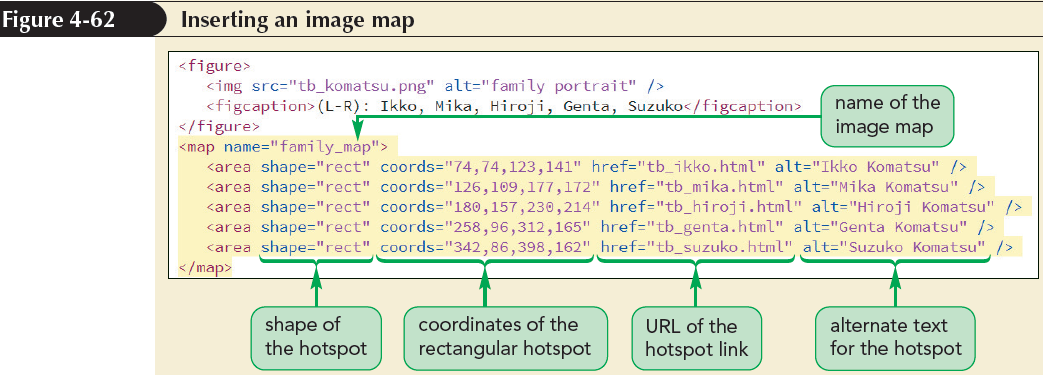 Figure 4-62 Inserting an image map
<figure>
<img src="tb_komatsu.png" alt="family portrait" />
<figcaption>(L-R): Ikko, Mika, Hiroji, Genta, Suzuko</figcaption>
</figure>
name of the
image map
<map name="family_map">
<area shape="rect" coords="74,74,123,141" href="tb_ikko.html" alt="Ikko Komatsu" />
<area shape="rect" coords="126,109,177,172" href="tb_mika.html" alt="Mika Komatsu" />
<area shape="rect" coords="180,157,230,214" href="tb_hiroji.html" alt="Hiroji Komatsu" />
<area shape="rect" coords="258,96,312,165" href="tb_genta.html" alt="Genta Komatsu" />
<area shape="rect" coords="342,86,398,162" href="tb_suzuko.html" alt="Suzuko Komatsu" />
</map>
shape of
the hotspot
coordinates of the
rectangular hotspot
URL of the
hotspot link
alternate text
for the hotspot